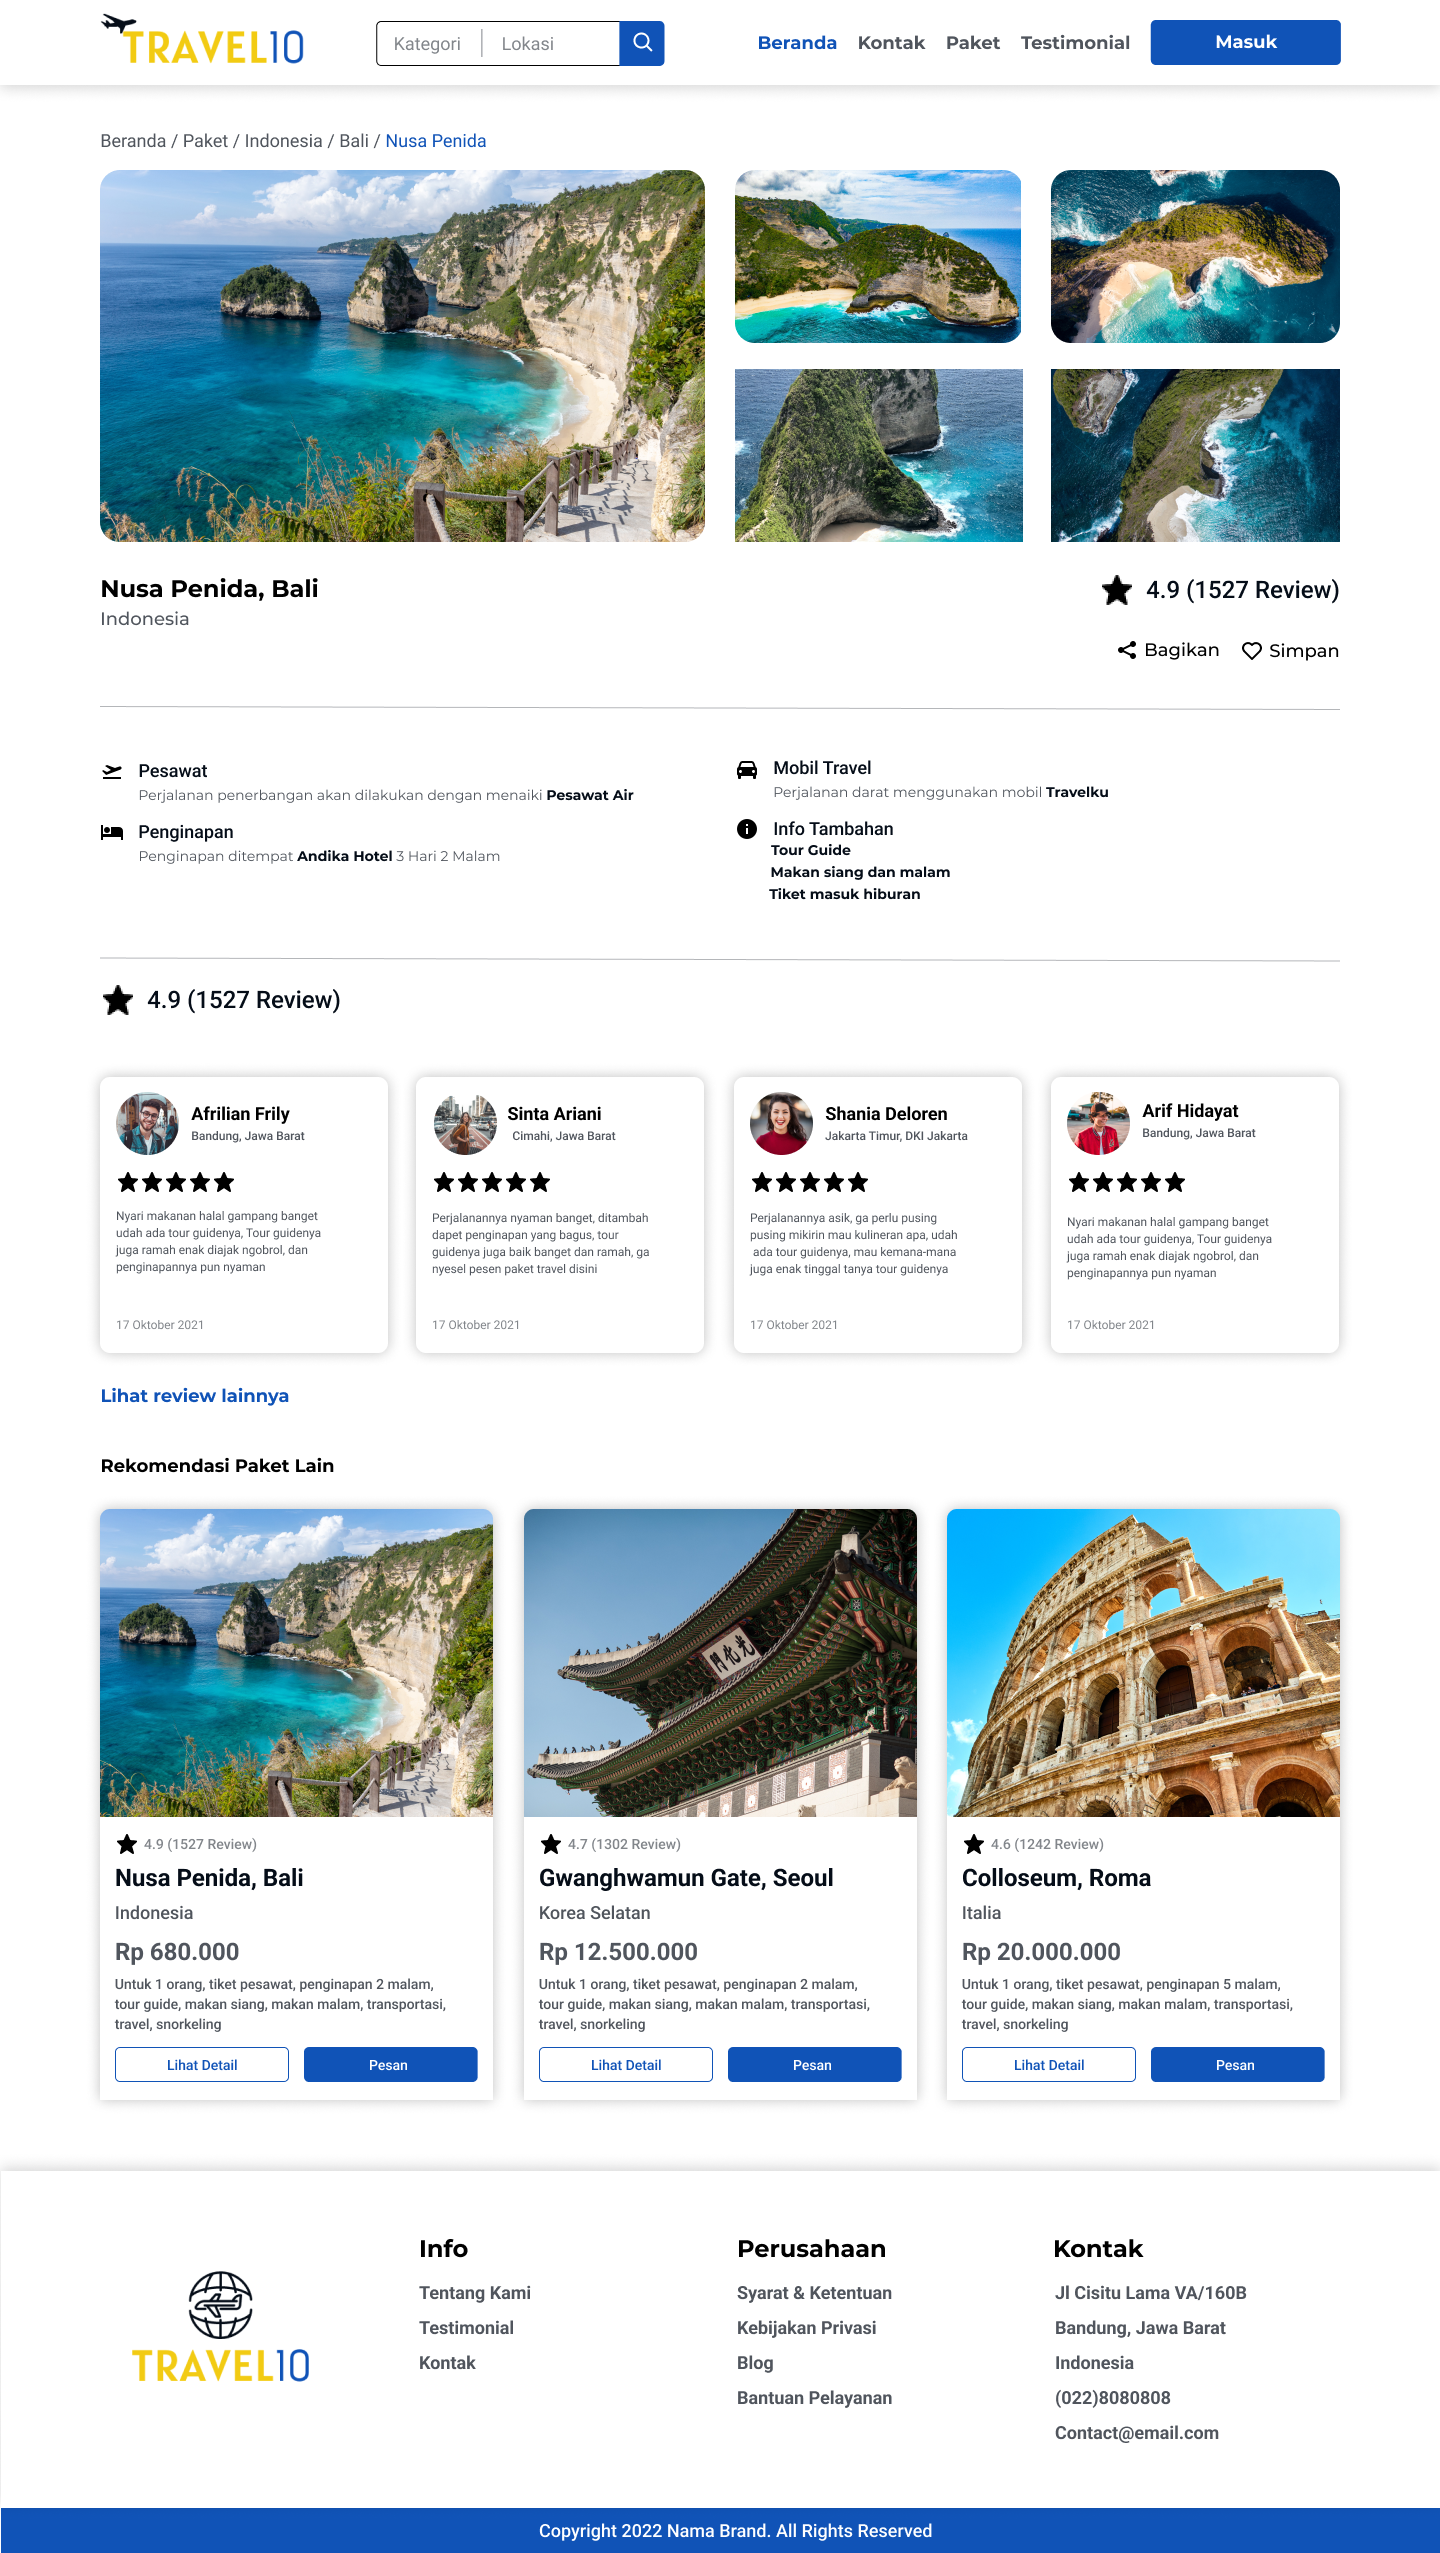 TRAVEL10
Kategori
Lokasi
Beranda
Kontak
Paket
Testimonial
Masuk
Beranda / Paket / Indonesia / Bali / Nusa Penida
Nusa Penida, Bali
Indonesia
4.9 (1527 Review)
Bagikan
Simpan
Pesawat
Perjalanan penerbangan akan dilakukan dengan menaiki Pesawat Air
Penginapan
Penginapan ditempat Andika Hotel 3 Hari 2 Malam
Mobil Travel
Perjalanan darat menggunakan mobil Travelku
Info Tambahan
Tour Guide
Makan siang dan malam
Tiket masuk hiburan
4.9 (1527 Review)
Afrilian Frily
Bandung, Jawa Barat
Nyari makanan halal gampang banget
udah ada tour guidenya, Tour guidenya
juga ramah enak diajak ngobrol, dan
penginapannya pun nyaman
17 Oktober 2021
Sinta Ariani
Cimahi, Jawa Barat
Perjalanannya nyaman banget, ditambah
dapet penginapan yang bagus, tour
guidenya juga baik banget dan ramah, ga
nyesel pesen paket travel disini
17 Oktober 2021
Shania Deloren
Jakarta Timur, DKI Jakarta
Perjalanannya asik, ga perlu pusing
pusing mikirin mau kulineran apa, udah
ada tour guidenya, mau kemana-mana
juga enak tinggal tanya tour guidenya
17 Oktober 2021
Arif Hidayat
Bandung, Jawa Barat
Nyari makanan halal gampang banget
udah ada tour guidenya, Tour guidenya
juga ramah enak diajak ngobrol, dan
penginapannya pun nyaman
17 Oktober 2021
Lihat review lainnya
Rekomendasi Paket Lain
4.9 (1527 Review)
Nusa Penida, Bali
Indonesia
Rp 680.000
Untuk 1 orang, tiket pesawat, penginapan 2 malam,
tour guide, makan siang, makan malam, transportasi,
travel, snorkeling
Lihat Detail
Pesan
門化光
4.7 (1302 Review)
Gwanghwamun Gate, Seoul
Korea Selatan
Rp 12.500.000
Untuk 1 orang, tiket pesawat, penginapan 2 malam,
tour guide, makan siang, makan malam, transportasi,
travel, snorkeling
Lihat Detail
Pesan
4.6 (1242 Review)
Colloseum, Roma
Italia
Rp 20.000.000
Untuk 1 orang, tiket pesawat, penginapan 5 malam,
tour guide, makan siang, makan malam, transportasi,
travel, snorkeling
Lihat Detail
Pesan
TRAVEL10
Info
Tentang Kami
Testimonial
Kontak
Perusahaan
Syarat & Ketentuan
Kebijakan Privasi
Blog
Bantuan Pelayanan
Kontak
Jl Cisitu Lama VA/160B
Bandung, Jawa Barat
Indonesia
(022)8080808
Contact@email.com
Copyright 2022 Nama Brand. All Rights Reserved